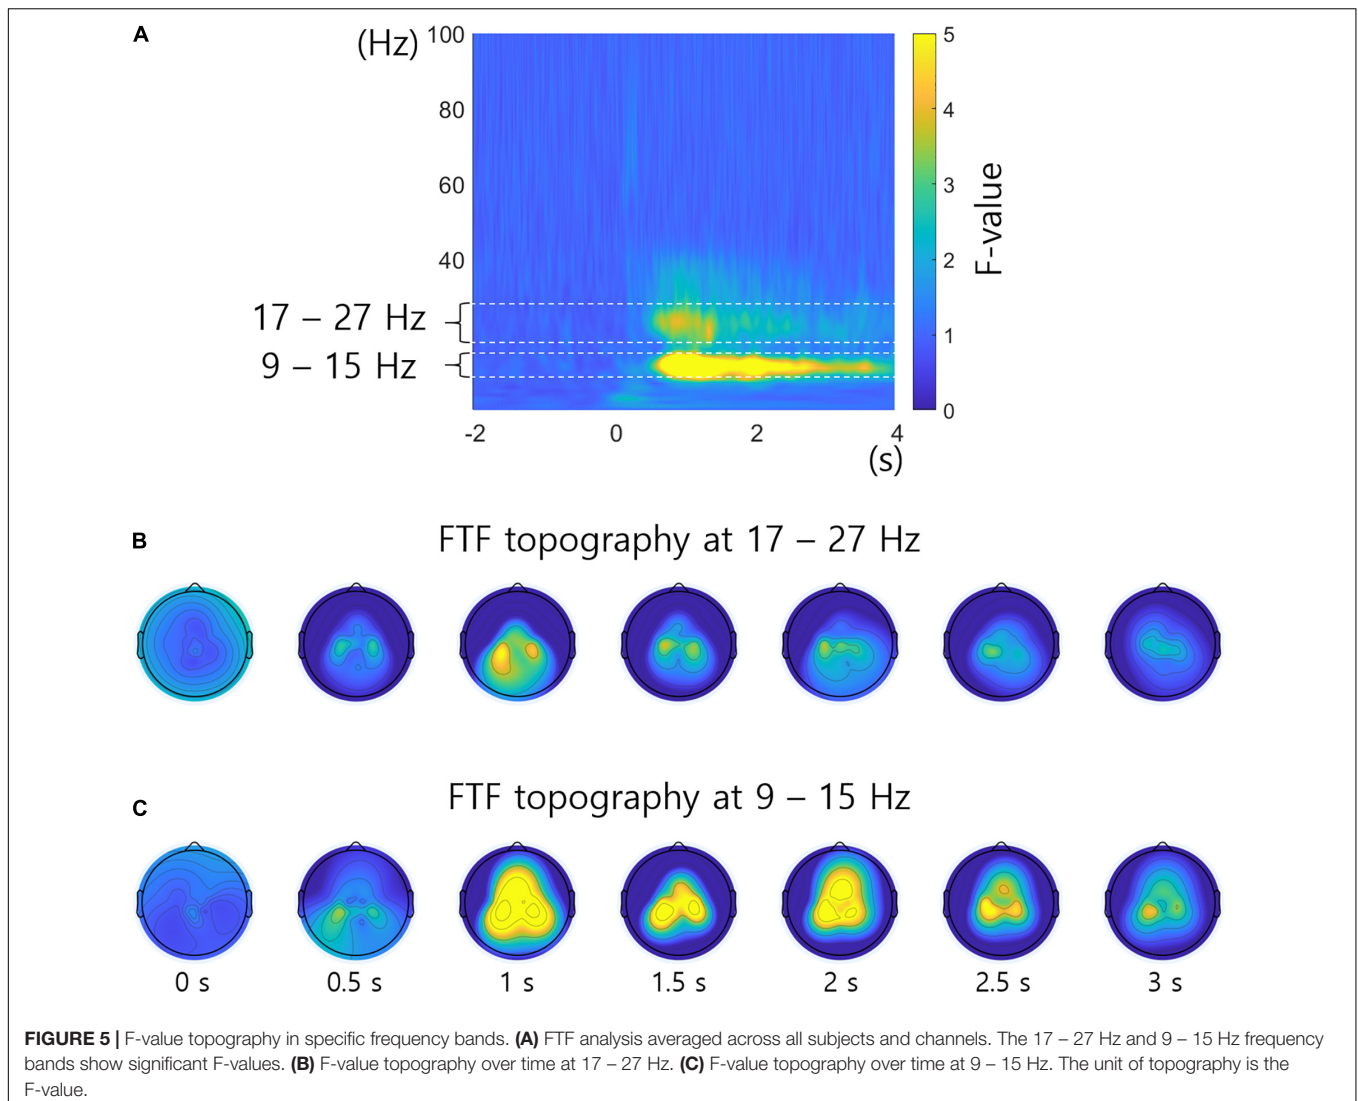 A
(Hz)
100
80
60
40
17 – 27 Hz
9 – 15 Hz
-2
0
2
4
(s)
5
4
3
2
1
0
F-value
B
FTF topography at 17 – 27 Hz
C
FTF topography at 9 – 15 Hz
0 s
0.5 s
1 s
1.5 s
2 s
2.5 s
3 s
FIGURE 5 | F-value topography in specific frequency bands. (A) FTF analysis averaged across all subjects and channels. The 17 – 27 Hz and 9 – 15 Hz frequency
bands show significant F-values. (B) F-value topography over time at 17 – 27 Hz. (C) F-value topography over time at 9 – 15 Hz. The unit of topography is the
F-value.